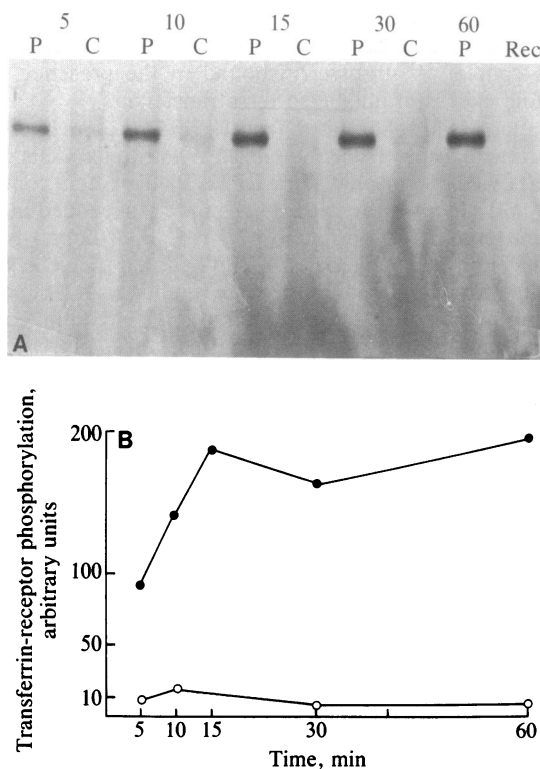 5 10 15 30 60
P C P C P C P C P Rec
A
B
Transferrin-receptor phosphorylation,
arbitrary units
200
100
50
10
5 10 15 30 60
Time, min